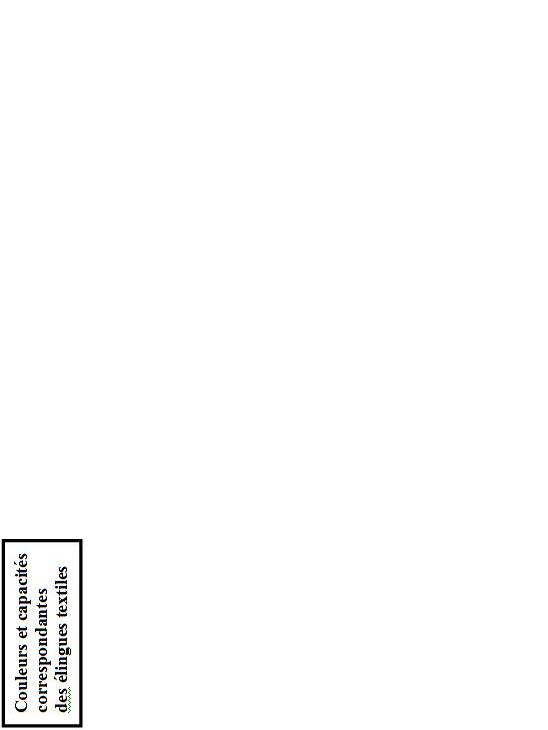 Couleurs et capacités
correspondantes
des élingues textiles